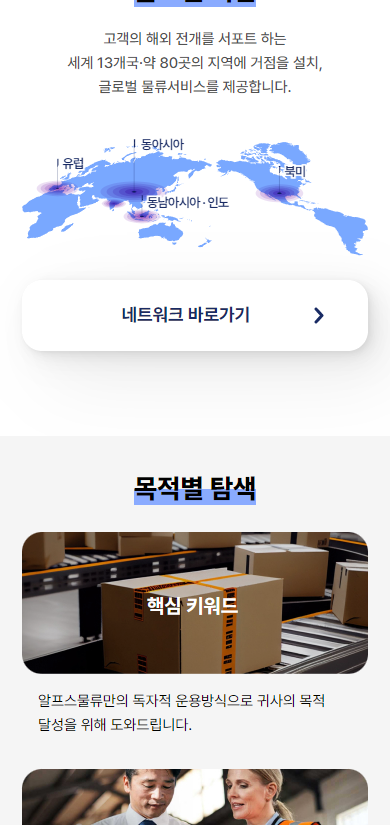 고객의 해외 전개를 서포트 하는
세계 13개국·약 80곳의 지역에 거점을 설치,
글로벌 물류서비스를 제공합니다.
동아시아
유럽
북미
동남아시아 · 인도
네트워크 바로가기
목적별 탐색
핵심 키워드
알프스물류만의 독자적 운용방식으로 귀사의 목적
달성을 위해 도와드립니다.